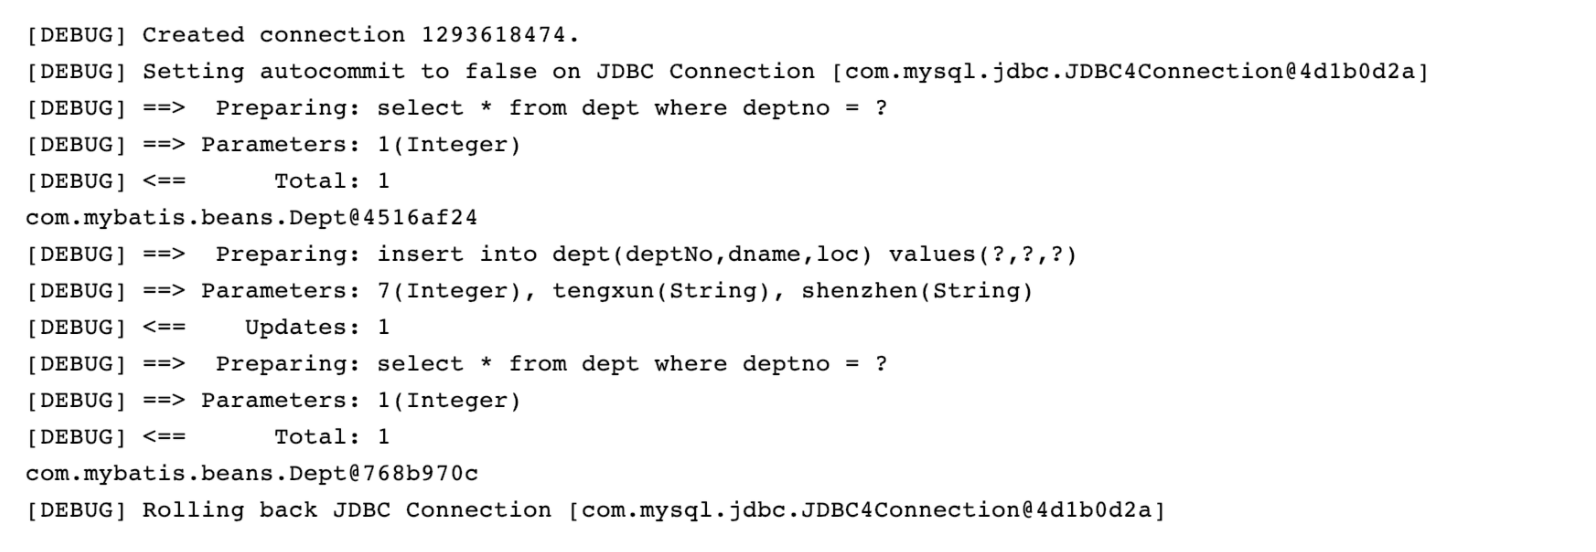 [DEBUG] Created connection 1293618474.
[DEBUG] Setting autocommit to false on JDBC Connection [com.mysql.jdbc.JDBC4Connection@4d1b0d2a]
[DEBUG] ==>  Preparing: select * from dept where deptno = ?
[DEBUG] ==> Parameters: 1(Integer)
[DEBUG] <==      Total: 1
com.mybatis.beans.Dept@4516af24
[DEBUG] ==>  Preparing: insert into dept(deptNo,dname,loc) values(?,?,?)
[DEBUG] ==> Parameters: 7(Integer), tengxun(String), shenzhen(String)
[DEBUG] <==    Updates: 1
[DEBUG] ==>  Preparing: select * from dept where deptno = ?
[DEBUG] ==> Parameters: 1(Integer)
[DEBUG] <==      Total: 1
com.mybatis.beans.Dept@768b970c
[DEBUG] Rolling back JDBC Connection [com.mysql.jdbc.JDBC4Connection@4d1b0d2a]